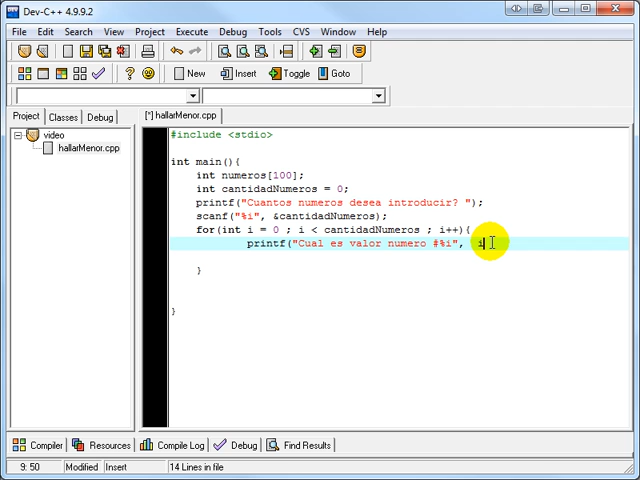 Dev-C++ 4.9.9.2
File Edit Search View Project Execute Debug Tools CVS Window Help
New Insert Toggle Goto
Project Classes Debug
[*] hallarMenor.cpp
video
hallarMenor.cpp
#include <stdio>
int main(){
int numeros[100];
int cantidadNumeros = 0;
printf("Cuantos numeros desea introducir? ");
scanf("%i", &cantidadNumeros);
for(int i = 0 ; i < cantidadNumeros ; i++){
printf("Cual es valor numero #%i", i
}
}
Compiler Resources Compile Log Debug Find Results
9: 50 Modified Insert 14 Lines in file